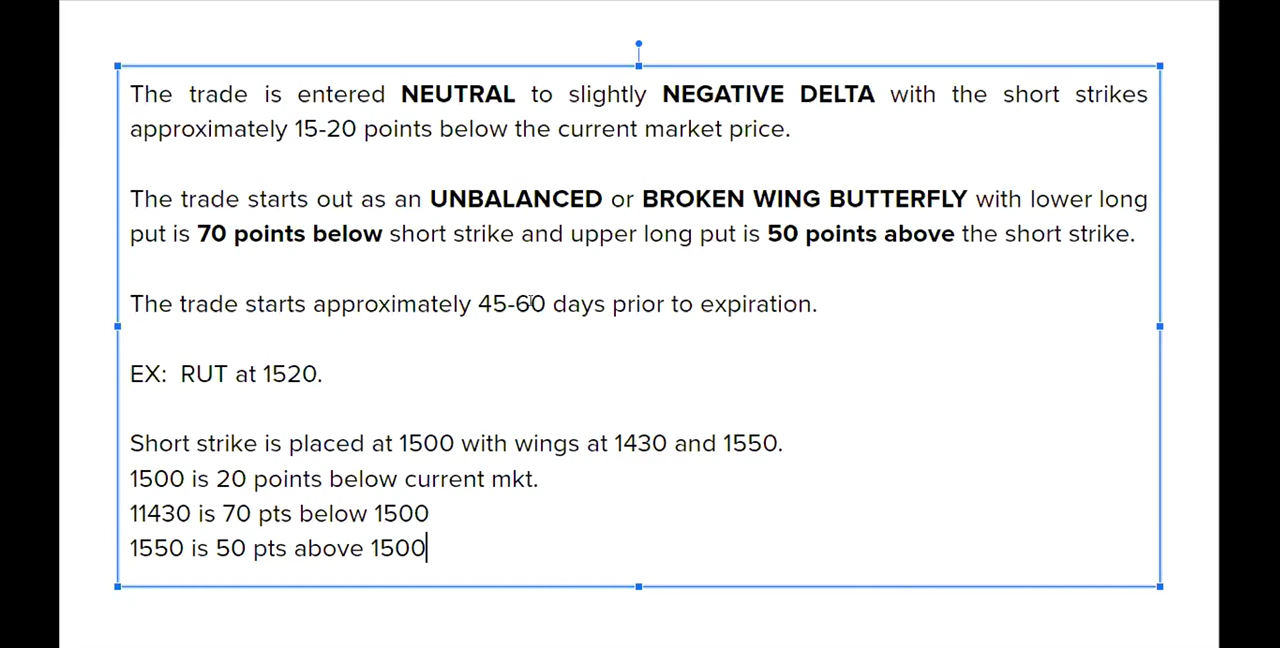 The trade is entered NEUTRAL to slightly NEGATIVE DELTA with the short strikes
approximately 15-20 points below the current market price.
The trade starts out as an UNBALANCED or BROKEN WING BUTTERFLY with lower long
put is 70 points below short strike and upper long put is 50 points above the short strike.
The trade starts approximately 45-60 days prior to expiration.
EX: RUT at 1520.
Short strike is placed at 1500 with wings at 1430 and 1550.
1500 is 20 points below current mkt.
11430 is 70 pts below 1500
1550 is 50 pts above 1500